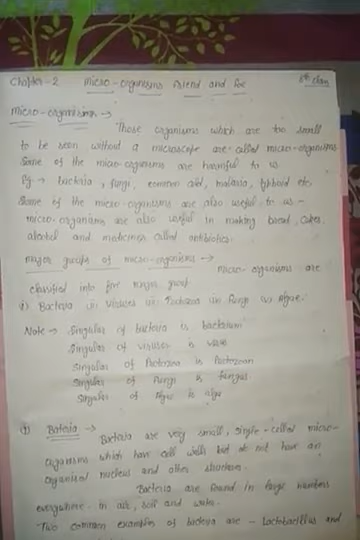 Chapter-2 Micro-organisms Friend and Foe 8th class
Micro-organisms →
Those organisms which are too small
to be seen without a microscope are called micro-organisms
Some of the micro-organisms are harmful to us.
Eg → bacteria, fungi, common cold, malaria, typhoid etc.
Some of the micro-organisms are also useful to us -
micro-organisms are also useful in making bread, cakes,
alcohol and medicines called antibiotics.
Major groups of micro-organisms →
micro-organisms are
classified into five major groups
i) Bacteria ii) Viruses iii) Protozoa iv) Fungi v) Algae.
Note → Singular of bacteria is bacterium
Singular of viruses is virus
Singular of Protozoa is Protozoan
Singular of Fungi is fungus
Singular of Algae is alga
Bacteria →
Bacteria are very small, single-celled micro-
organisms which have cell walls but do not have an
organised nucleus and other structures.
Bacteria are found in large numbers
everywhere in air, soil and water.
Two common examples of bacteria are - Lactobacillus and